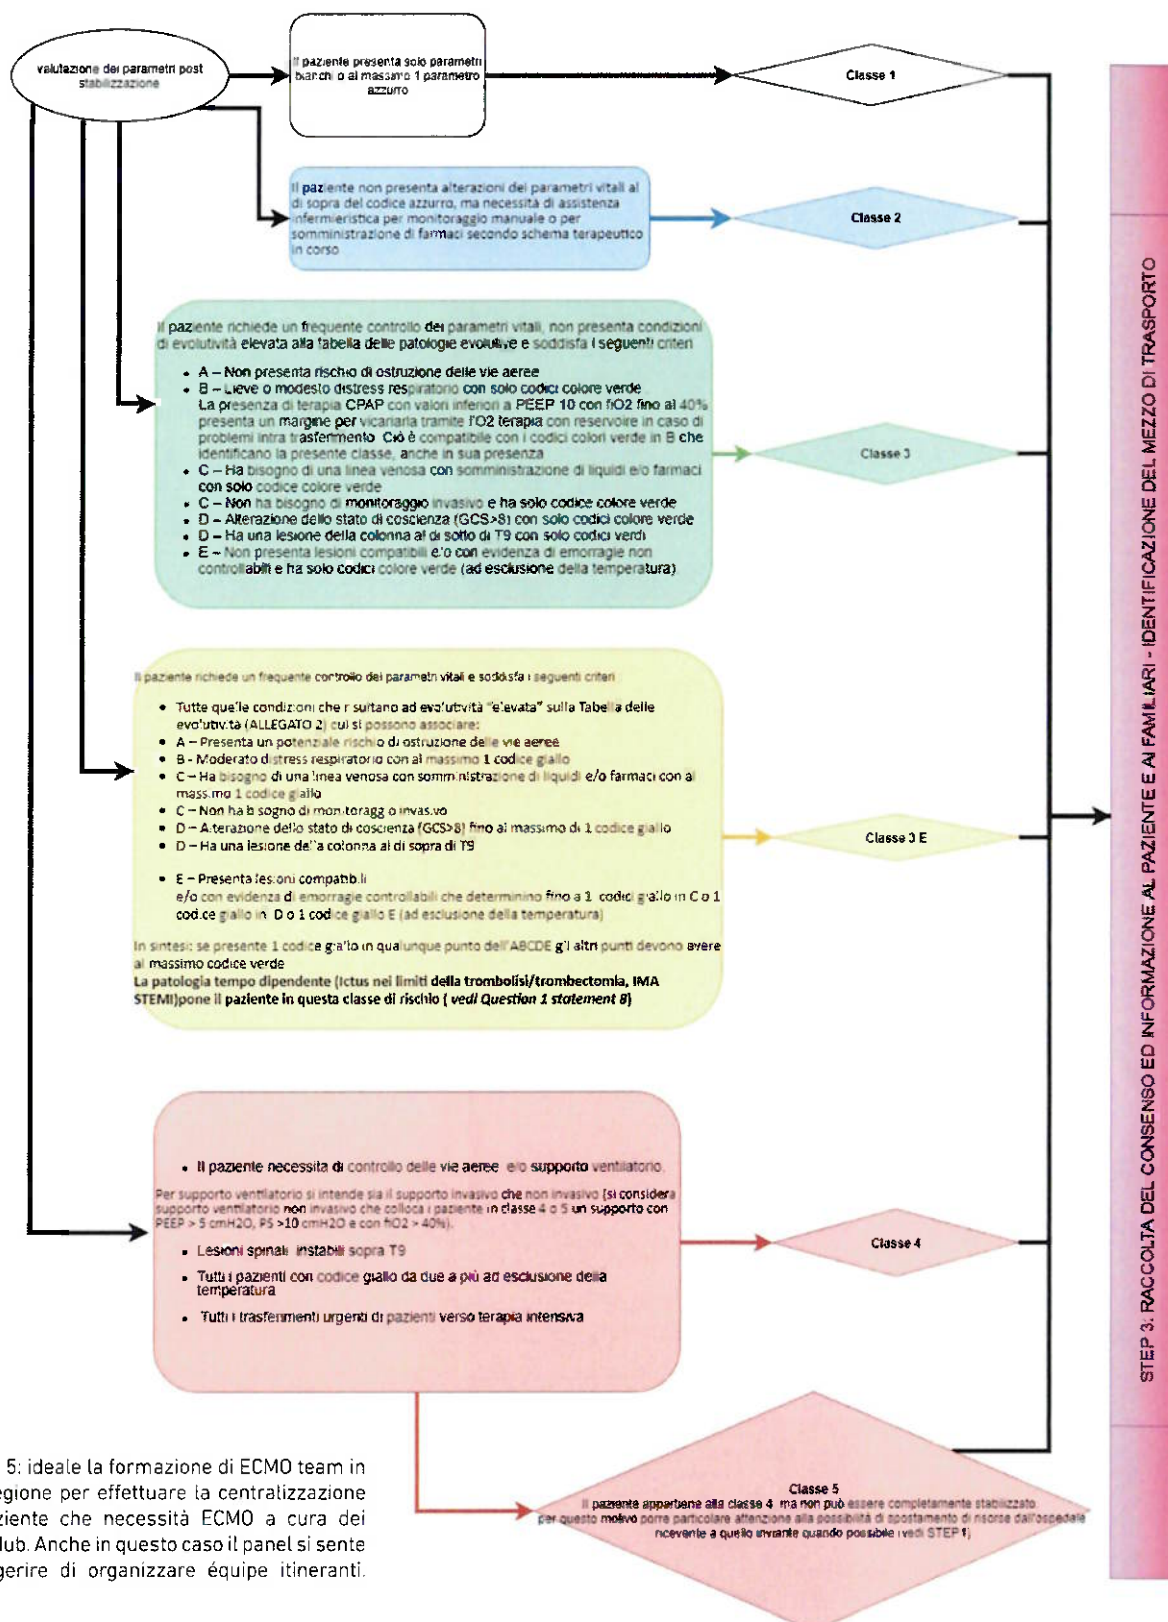 valutazione dei parametri post
stabilizzazione
Il paziente presenta solo parametri
bianchi o al massimo 1 parametro
azzurro
Classe 1
Il paziente non presenta alterazioni dei parametri vitali al
di sopra del codice azzurro, ma necessità di assistenza
infermieristica per monitoraggio manuale o per
somministrazione di farmaci secondo schema terapeutico
in corso
Classe 2
Il paziente richiede un frequente controllo dei parametri vitali, non presenta condizioni
di evolutività elevata alla tabella delle patologie evolutive e soddisfa i seguenti criteri
• A – Non presenta rischio di ostruzione delle vie aeree
• B – Lieve o modesto distress respiratorio con solo codici colore verde
La presenza di terapia CPAP con valori inferiori a PEEP 10 con fiO2 fino al 40%
presenta un margine per vicariarla tramite l'O2 terapia con reservoire in caso di
problemi intra trasferimento. Ciò è compatibile con i codici colori verde in B che
identificano la presente classe, anche in sua presenza
• C – Ha bisogno di una linea venosa con somministrazione di liquidi e/o farmaci
con solo codice colore verde
• C – Non ha bisogno di monitoraggio invasivo e ha solo codice colore verde
• D – Alterazione dello stato di coscienza (GCS>8) con solo codici colore verde
• D – Ha una lesione della colonna al di sotto di T9 con solo codici verdi
• E – Non presenta lesioni compatibili e/o con evidenza di emorragie non
controllabili e ha solo codici colore verde (ad esclusione della temperatura)
Classe 3
Il paziente richiede un frequente controllo dei parametri vitali e soddisfa i seguenti criteri
• Tutte quelle condizioni che risultano ad evolutività "elevata" sulla Tabella delle
evolutività (ALLEGATO 2) cui si possono associare:
• A – Presenta un potenziale rischio di ostruzione delle vie aeree
• B - Moderato distress respiratorio con al massimo 1 codice giallo
• C – Ha bisogno di una linea venosa con somministrazione di liquidi e/o farmaci con al
massimo 1 codice giallo
• C – Non ha bisogno di monitoraggio invasivo
• D – Alterazione dello stato di coscienza (GCS>8) fino al massimo di 1 codice giallo
• D – Ha una lesione della colonna al di sopra di T9
• E – Presenta lesioni compatibili
e/o con evidenza di emorragie controllabili che determinino fino a 1 codici giallo in C o 1
codice giallo in D o 1 codice giallo E (ad esclusione della temperatura)
In sintesi: se presente 1 codice giallo in qualunque punto dell'ABCDE gli altri punti devono avere
al massimo codice verde
La patologia tempo dipendente (Ictus nei limiti della trombolisi/trombectomia, IMA
STEMI)pone il paziente in questa classe di rischio ( vedi Question 1 statement 8)
Classe 3 E
• Il paziente necessita di controllo delle vie aeree e/o supporto ventilatorio.
Per supporto ventilatorio si intende sia il supporto invasivo che non invasivo (si considera
supporto ventilatorio non invasivo che colloca i paziente in classe 4 o 5 un supporto con
PEEP > 5 cmH2O, PS >10 cmH2O e con fiO2 > 40%).
• Lesioni spinali instabili sopra T9
• Tutti i pazienti con codice giallo da due a più ad esclusione della
temperatura
• Tutti i trasferimenti urgenti di pazienti verso terapia intensiva
Classe 4
Classe 5
Il paziente appartiene alla classe 4 ma non può essere completamente stabilizzato
per questo motivo porre particolare attenzione alla possibilità di spostamento di risorse dall'ospedale
ricevente a quello inviante quando possibile (vedi STEP 1)
5: ideale la formazione di ECMO team in
egione per effettuare la centralizzazione
ziente che necessità ECMO a cura dei
lub. Anche in questo caso il panel si sente
gerire di organizzare équipe itineranti.
STEP 3: RACCOLTA DEL CONSENSO ED INFORMAZIONE AL PAZIENTE E AI FAMILIARI - IDENTIFICAZIONE DEL MEZZO DI TRASPORTO